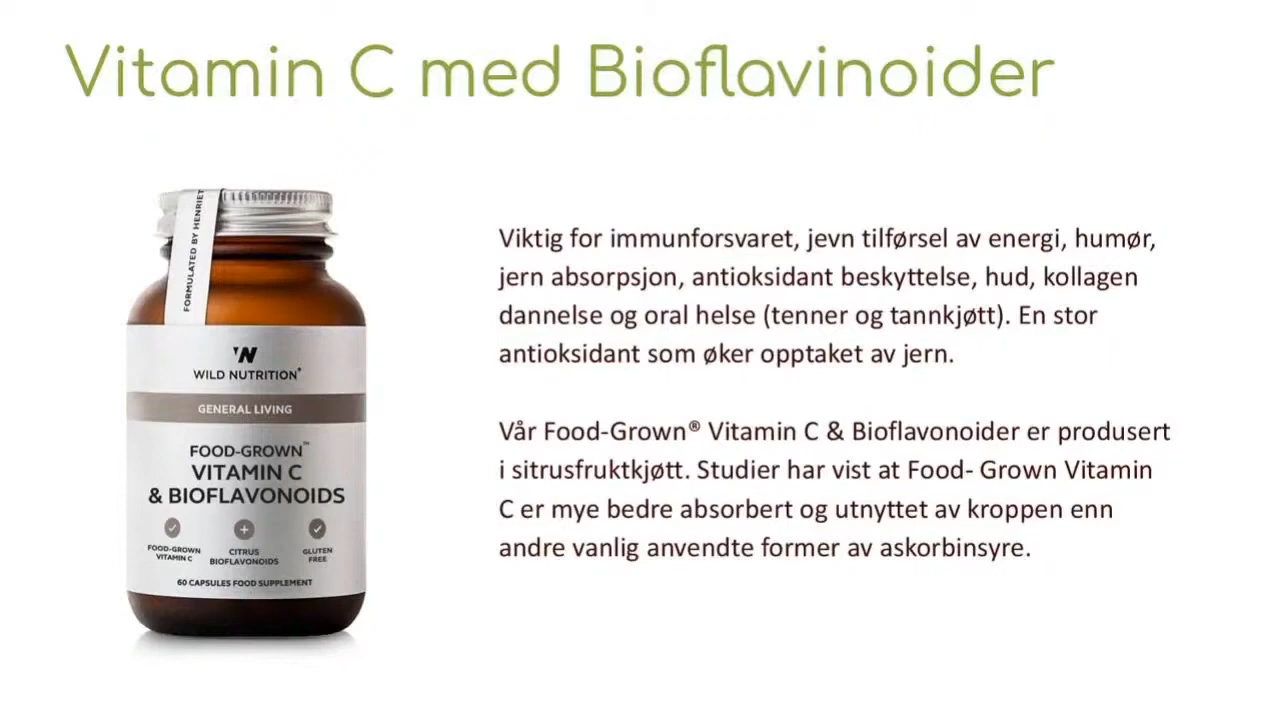 Vitamin C med Bioflavinoider
Viktig for immunforsvaret, jevn tilførsel av energi, humør,
jern absorpsjon, antioksidant beskyttelse, hud, kollagen
dannelse og oral helse (tenner og tannkjøtt). En stor
antioksidant som øker opptaket av jern.
Vår Food-Grown® Vitamin C & Bioflavonoider er produsert
i sitrusfruktkjøtt. Studier har vist at Food- Grown Vitamin
C er mye bedre absorbert og utnyttet av kroppen enn
andre vanlig anvendte former av askorbinsyre.
FORMULATED BY HENRIET
WILD NUTRITION
GENERAL LIVING
FOOD-GROWN™
VITAMIN C
& BIOFLAVONOIDS
FOOD-GROWN
VITAMIN C
CITRUS
BIOFLAVONOIDS
GLUTEN
FREE
60 CAPSULES FOOD SUPPLEMENT